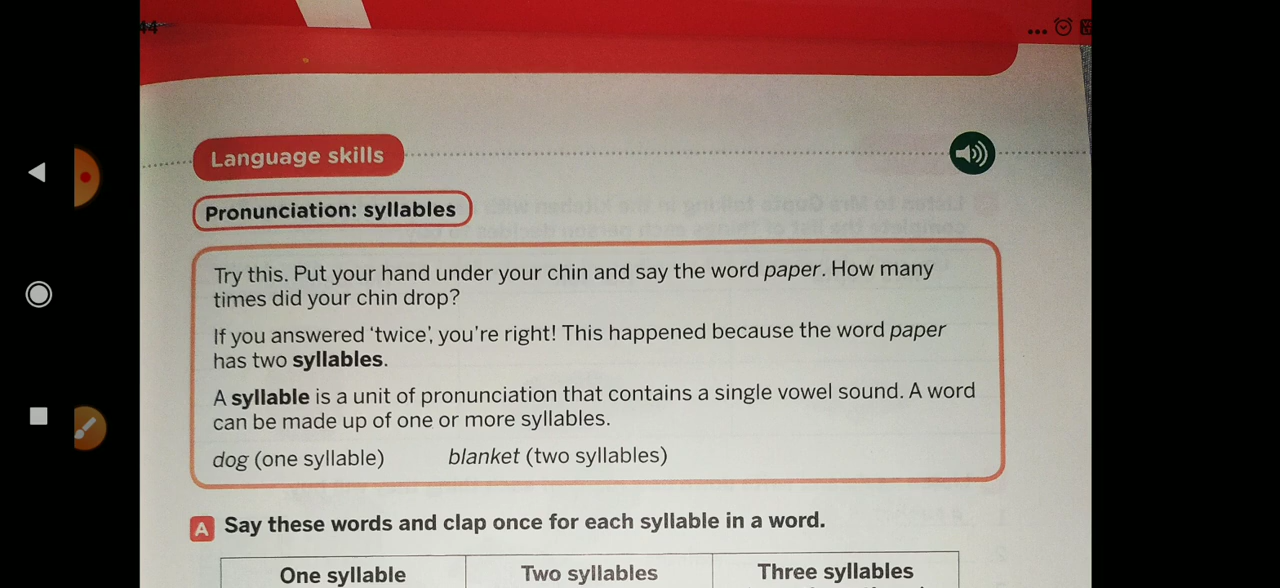 44
Language skills
Pronunciation: syllables
Try this. Put your hand under your chin and say the word paper. How many
times did your chin drop?
If you answered ‘twice’, you’re right! This happened because the word paper
has two syllables.
A syllable is a unit of pronunciation that contains a single vowel sound. A word
can be made up of one or more syllables.
dog (one syllable) blanket (two syllables)
A Say these words and clap once for each syllable in a word.
One syllable Two syllables Three syllables